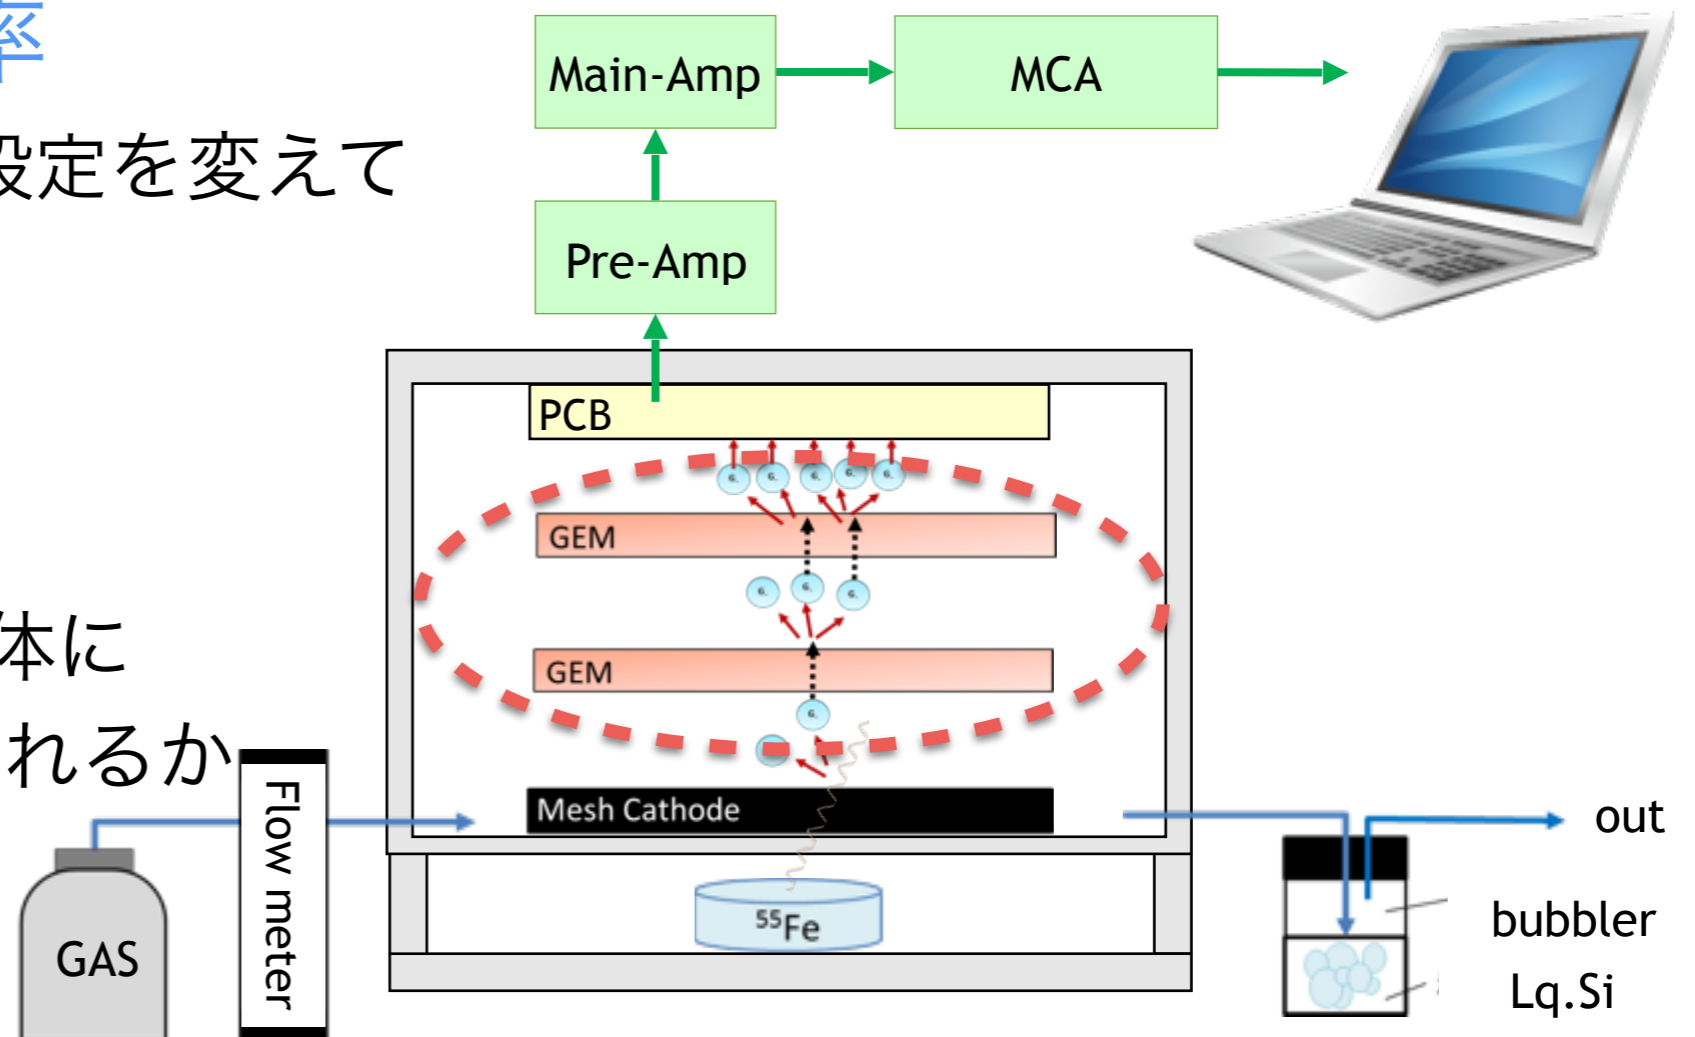 率
設定を変えて
体に
れるか
Main-Amp
MCA
Pre-Amp
PCB
GEM
GEM
Mesh Cathode
Flow meter
GAS
⁵⁵Fe
out
bubbler
Lq.Si